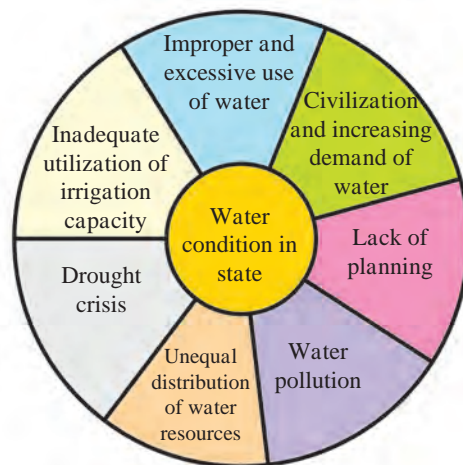 Improper and
excessive use
of water
Civilization
and increasing
demand of
water
Lack of
planning
Water
pollution
Unequal
distribution
of water
resources
Drought
crisis
Inadequate
utilization of
irrigation
capacity
Water
condition in
state